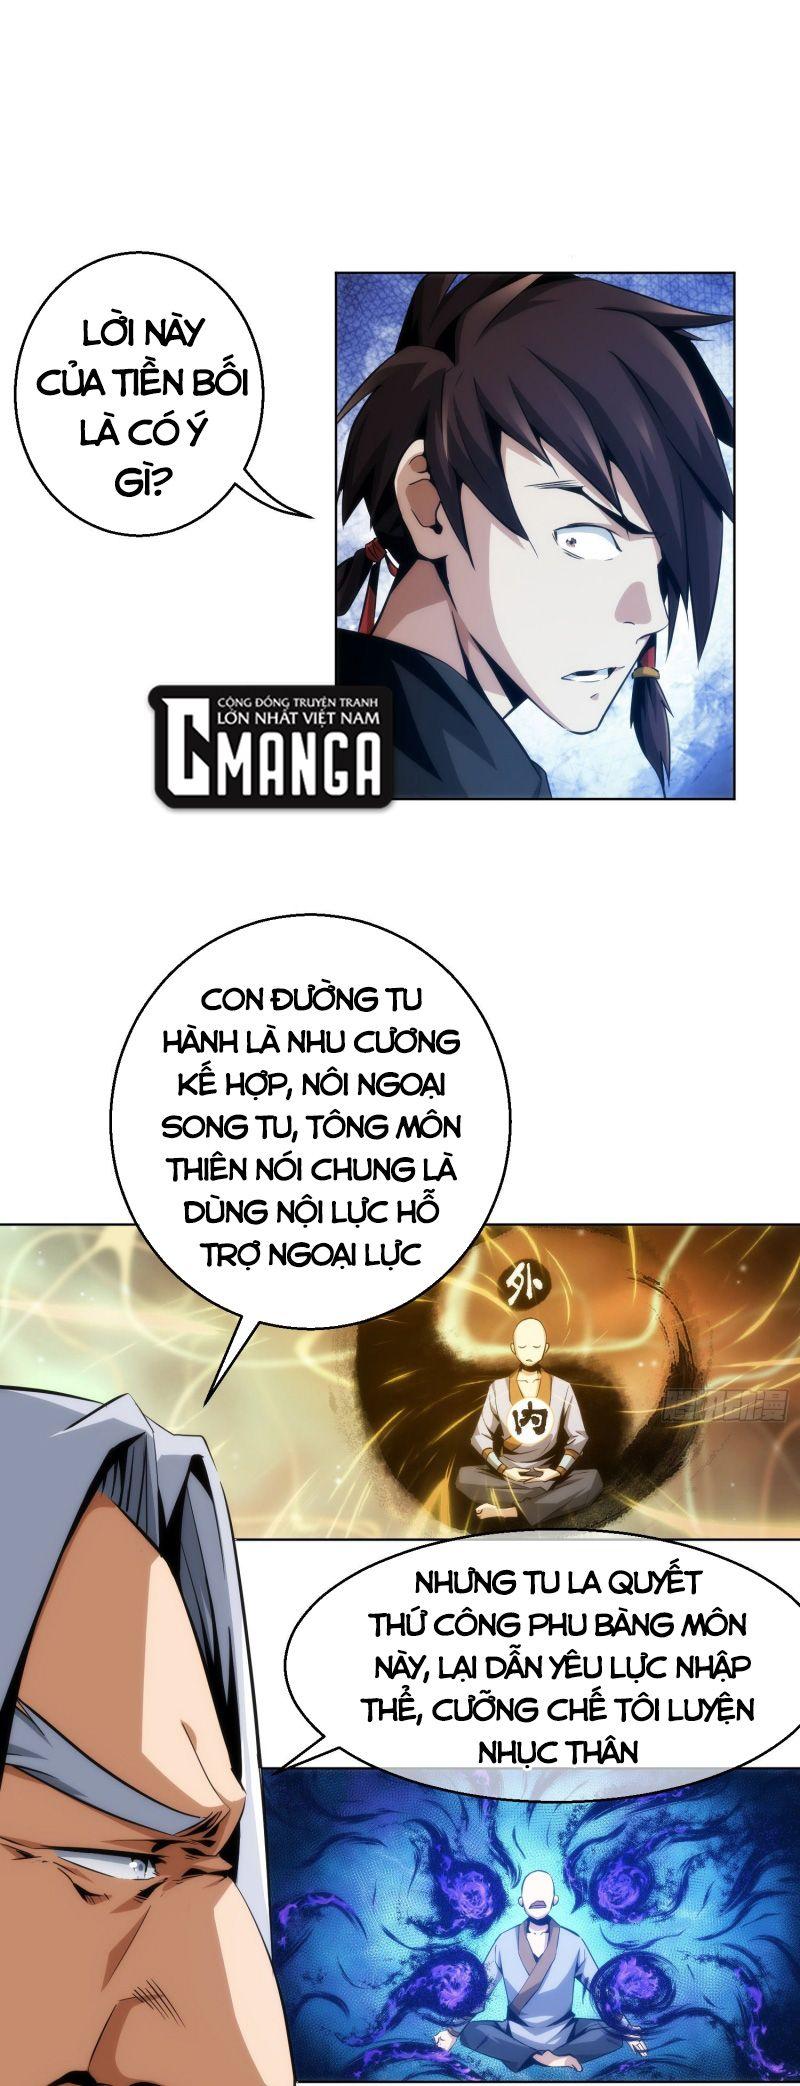 LỜI NÀY
CỦA TIỀN BỐI
LÀ CÓ Ý
GÌ?
CỘNG ĐỒNG TRUYỆN TRANH
LỚN NHẤT VIỆT NAM
CMANGA
CON ĐƯỜNG TU
HÀNH LÀ NHU CƯƠNG
KẾ HỢP, NÔI NGOẠI
SONG TU, TÔNG MÔN
THIÊN NÓI CHUNG LÀ
DÙNG NỘI LỰC HỖ
TRỢ NGOẠI LỰC
外
内
NHƯNG TU LA QUYẾT
THỨ CÔNG PHU BÀNG MÔN
NÀY, LẠI DẪN YÊU LỰC NHẬP
THỂ, CƯỠNG CHẾ TÔI LUYỆN
NHỤC THÂN